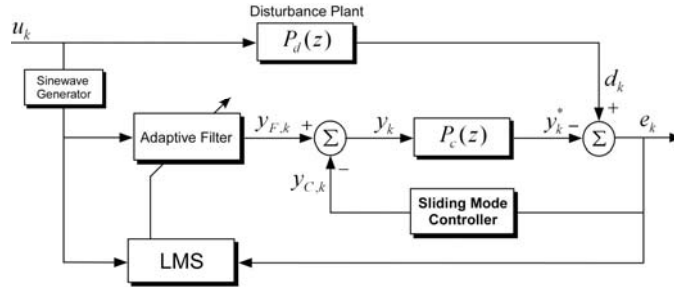 Disturbance Plant
u_k
P_d(z)
Sinewave
Generator
d_k
+
Adaptive Filter
y_{F,k}
+
Σ
y_k
P_c(z)
y_k^*
−
Σ
e_k
−
y_{C,k}
Sliding Mode
Controller
LMS